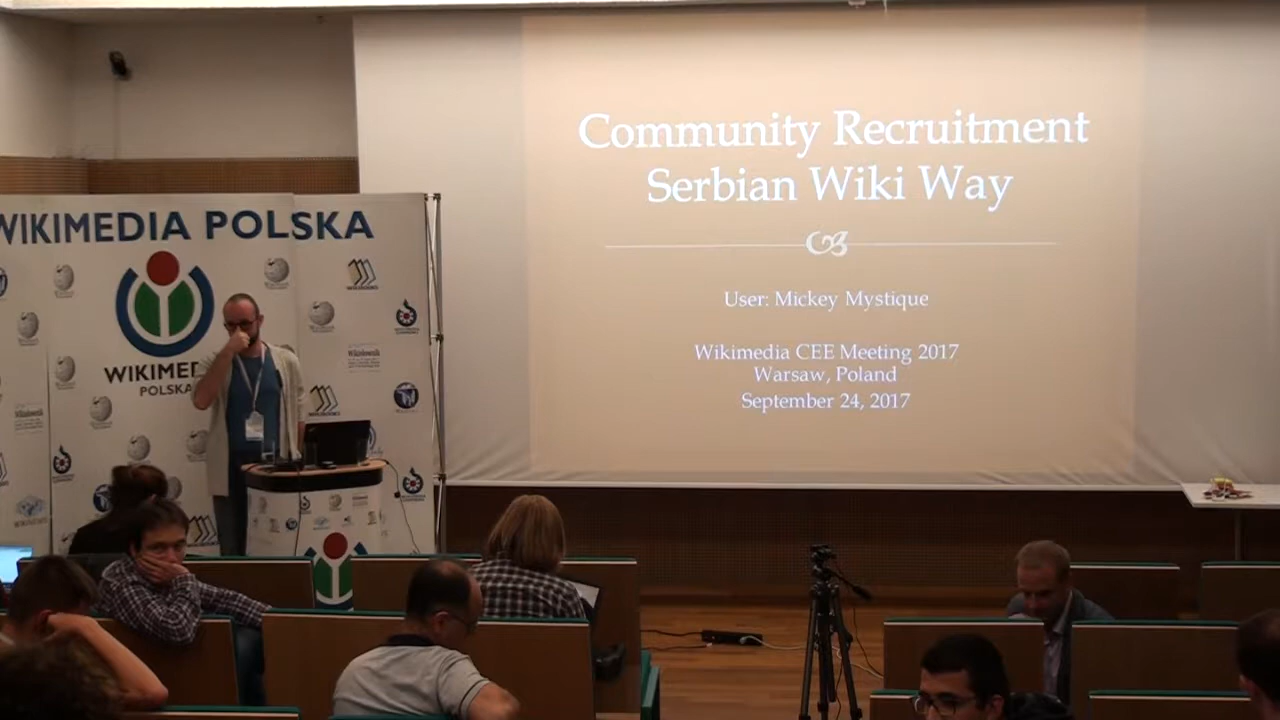 WIKIMEDIA POLSKA
WIKIMED
POLSKA
Community Recruitment
Serbian Wiki Way
User: Mickey Mystique
Wikimedia CEE Meeting 2017
Warsaw, Poland
September 24, 2017